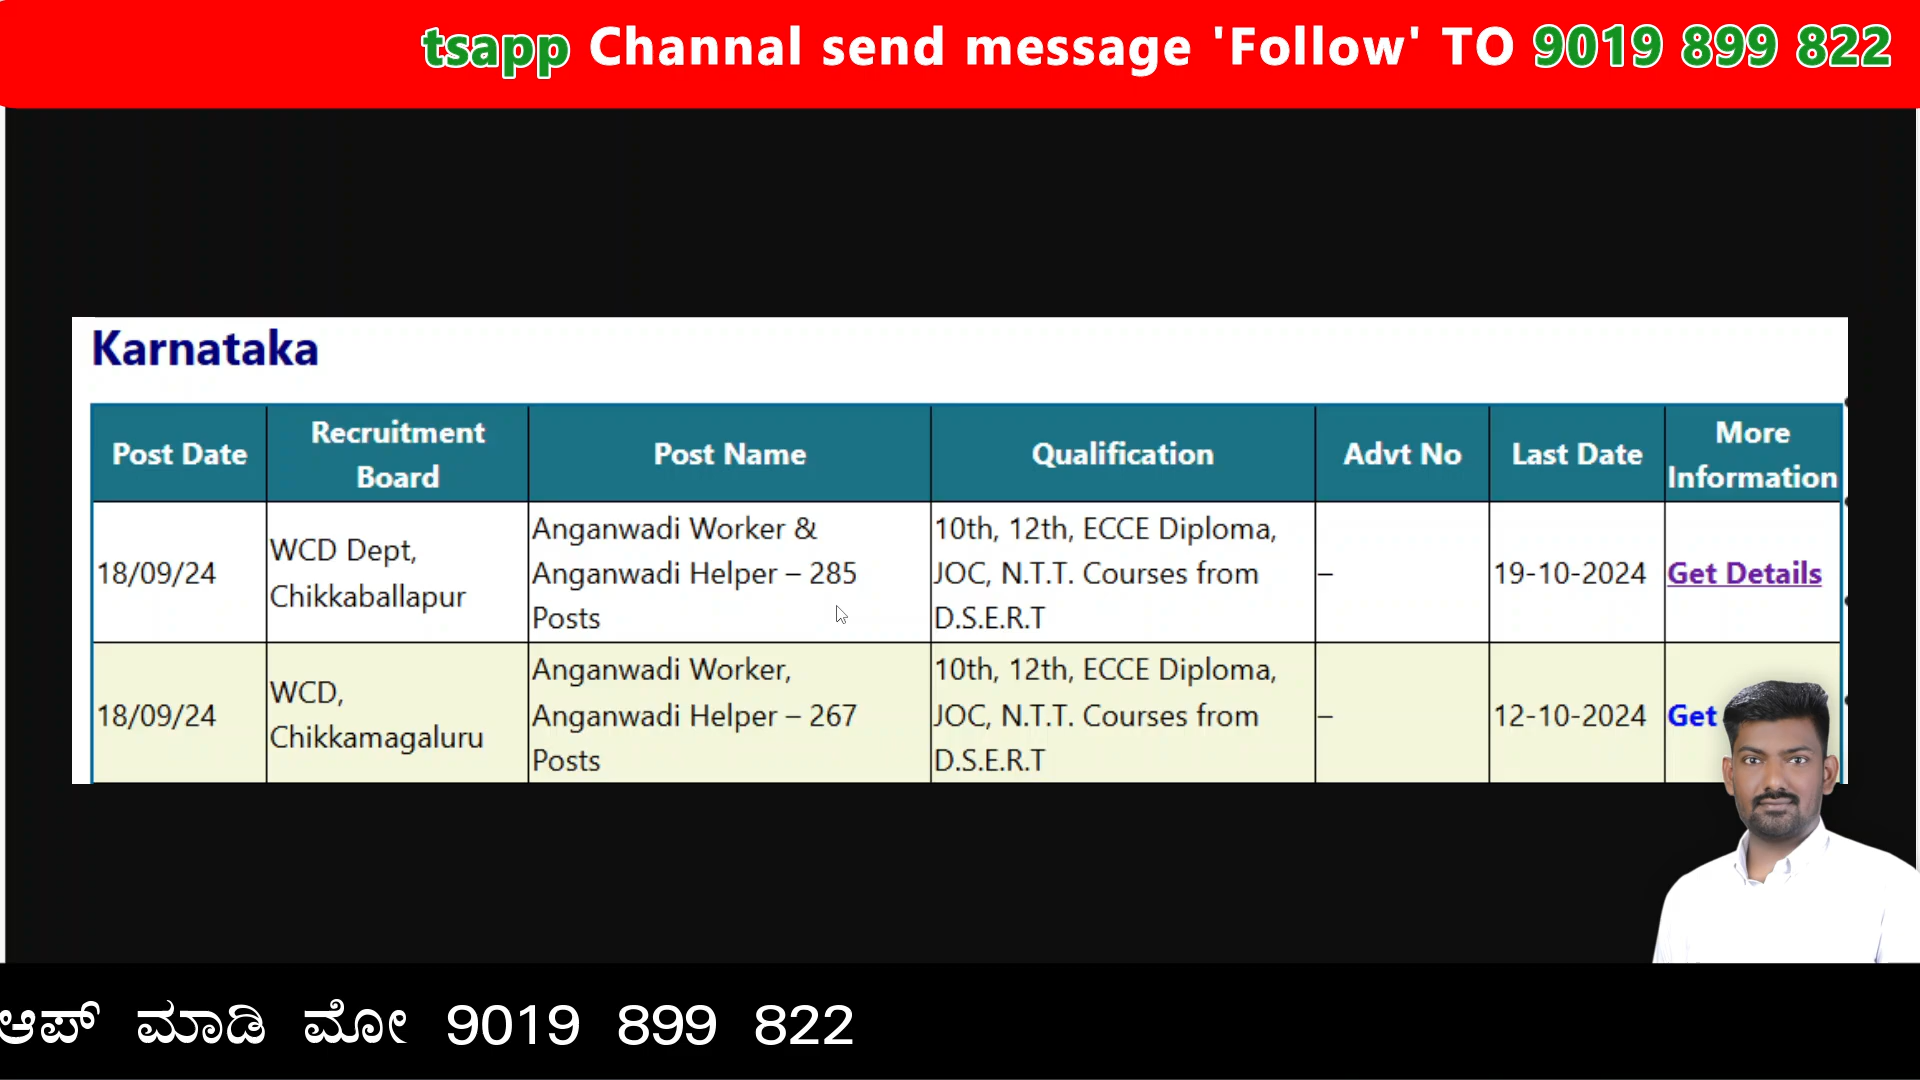 tsapp Channal send message 'Follow' TO 9019 899 822
Karnataka
Post Date
Recruitment
Board
Post Name
Qualification
Advt No
Last Date
More
Information
18/09/24
WCD Dept,
Chikkaballapur
Anganwadi Worker &
Anganwadi Helper – 285
Posts
10th, 12th, ECCE Diploma,
JOC, N.T.T. Courses from
D.S.E.R.T
–
19-10-2024
Get Details
18/09/24
WCD,
Chikkamagaluru
Anganwadi Worker,
Anganwadi Helper – 267
Posts
10th, 12th, ECCE Diploma,
JOC, N.T.T. Courses from
D.S.E.R.T
–
12-10-2024
Get
ಆಪ್ ಮಾಡಿ ಮೋ 9019 899 822